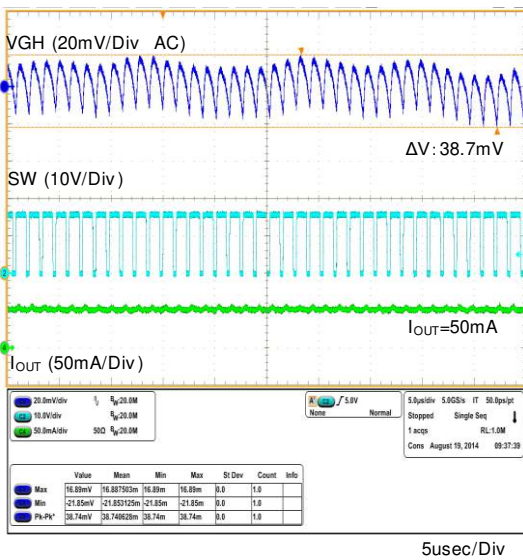 VGH (20mV/Div AC)
ΔV: 38.7mV
SW (10V/Div)
2
IOUT=50mA
4
IOUT (50mA/Div)
20.0mV/div BW:20.0M
10.0V/div BW:20.0M
50.0mA/div 50Ω BW:20.0M
A' C2 5.0V
None Normal
5.0µs/div 5.0GS/s IT 50.0ps/pt
Stopped Single Seq
1 acqs RL:1.0M
Cons August 19, 2014 09:37:39
Value Mean Min Max St Dev Count Info
Max 16.89mV 16.887503m 16.89m 16.89m 0.0 1.0
Min -21.85mV -21.853125m -21.85m -21.85m 0.0 1.0
Pk-Pk* 38.74mV 38.740628m 38.74m 38.74m 0.0 1.0
5usec/Div